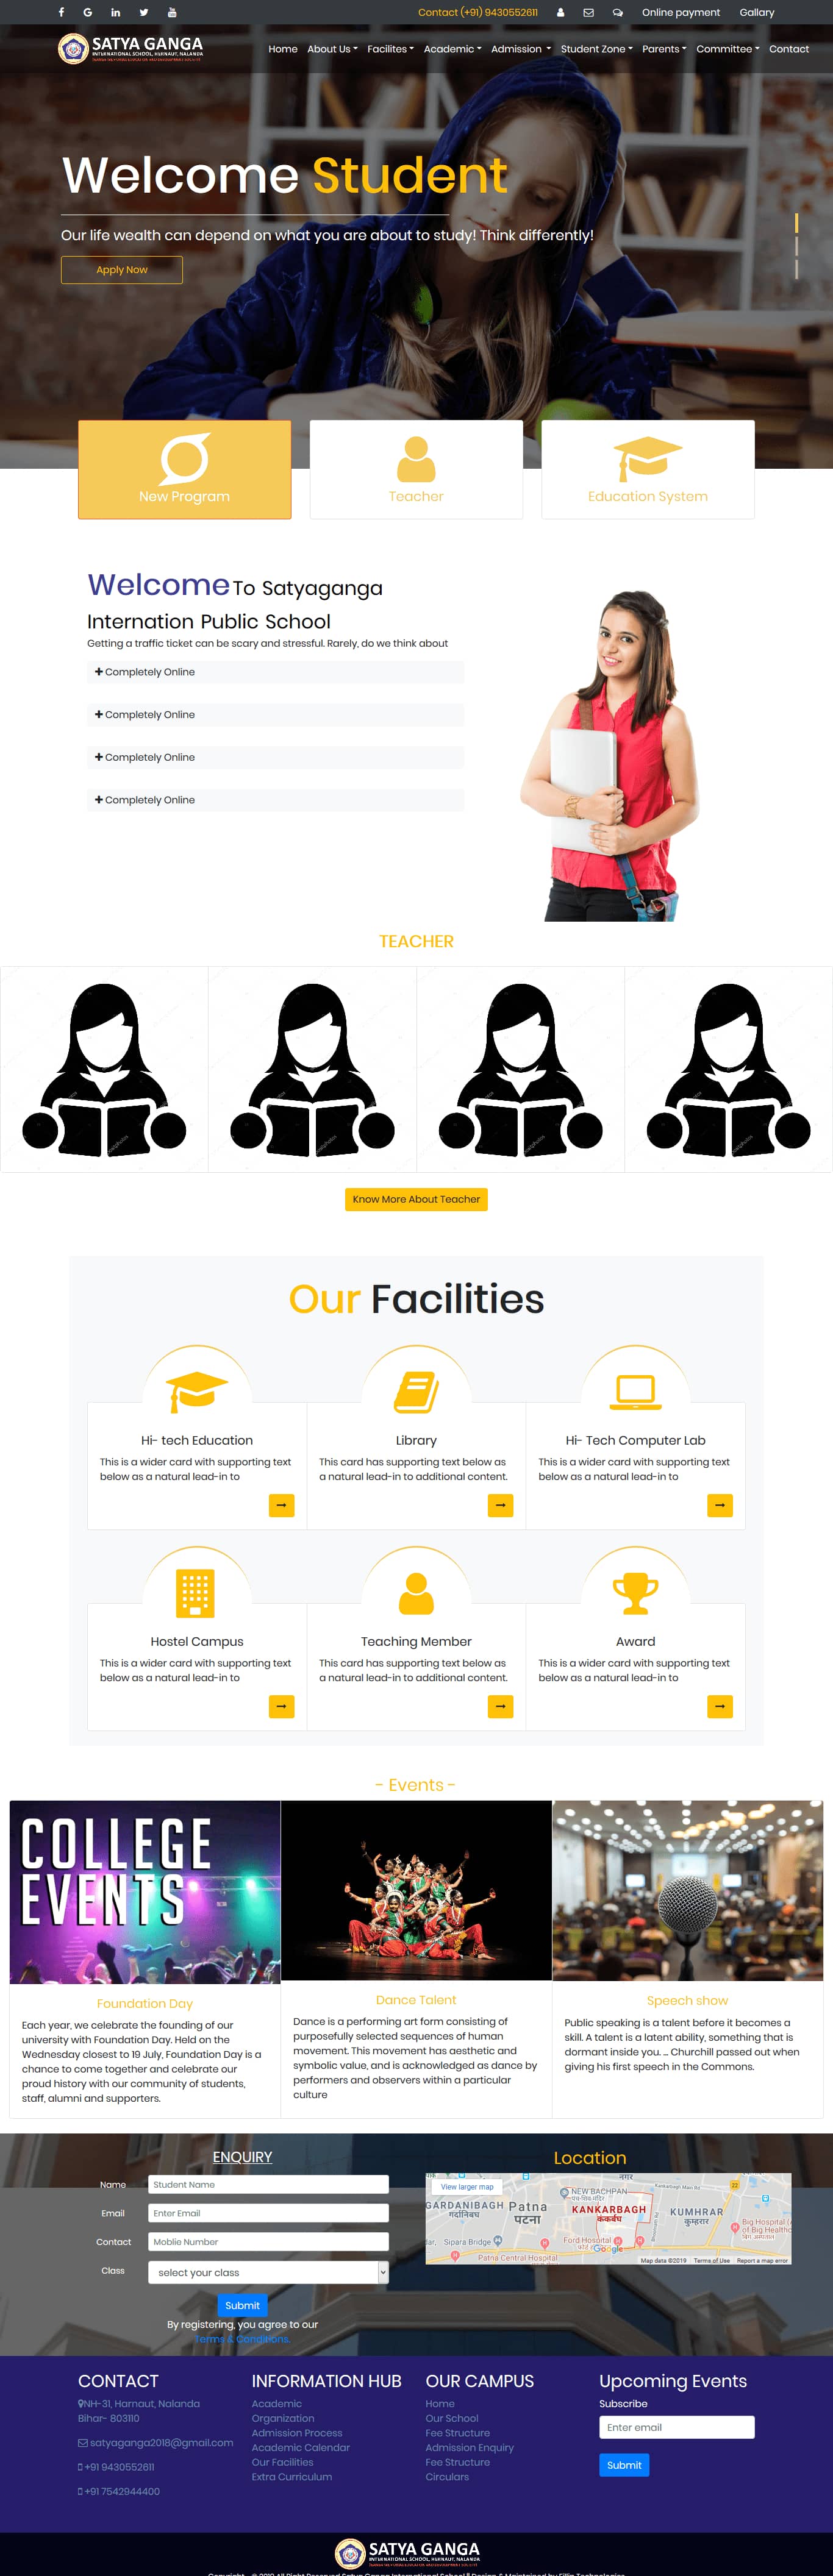 Contact (+91) 9430552611
Online payment
Gallary
SATYA GANGA
INTERNATIONAL SCHOOL, HARNAUT, NALANDA
Home
About Us
Facilites
Academic
Admission
Student Zone
Parents
Committee
Contact
Welcome Student
Our life wealth can depend on what you are about to study! Think differently!
Apply Now
New Program
Teacher
Education System
Welcome To Satyaganga
Internation Public School
Getting a traffic ticket can be scary and stressful. Rarely, do we think about
Completely Online
Completely Online
Completely Online
Completely Online
TEACHER
Know More About Teacher
Our Facilities
Hi- tech Education
This is a wider card with supporting text
below as a natural lead-in to
Library
This card has supporting text below as
a natural lead-in to additional content.
Hi- Tech Computer Lab
This is a wider card with supporting text
below as a natural lead-in to
Hostel Campus
This is a wider card with supporting text
below as a natural lead-in to
Teaching Member
This card has supporting text below as
a natural lead-in to additional content.
Award
This is a wider card with supporting text
below as a natural lead-in to
- Events -
COLLEGE
EVENTS
Foundation Day
Each year, we celebrate the founding of our
university with Foundation Day. Held on the
Wednesday closest to 19 July, Foundation Day is a
chance to come together and celebrate our
proud history with our community of students,
staff, alumni and supporters.
Dance Talent
Dance is a performing art form consisting of
purposefully selected sequences of human
movement. This movement has aesthetic and
symbolic value, and is acknowledged as dance by
performers and observers within a particular
culture
Speech show
Public speaking is a talent before it becomes a
skill. A talent is a latent ability, something that is
dormant inside you. ... Churchill passed out when
giving his first speech in the Commons.
ENQUIRY
Name
Student Name
Email
Enter Email
Contact
Moblie Number
Class
select your class
Submit
By registering, you agree to our
Terms & Conditions.
Location
View larger map
नगर
NEW BACHPAN
GARDANIBAGH
गर्दानिबाग
Patna
पटना
KANKARBAGH
कंकड़बाग
KUMHRAR
कुम्हरार
Kankarbagh Main Rd
22
Big Hospital
Sipara Bridge
Ford Hospital
Google
Patna Central Hospital
Map data ©2019
Terms of Use
Report a map error
CONTACT
NH-31, Harnaut, Nalanda
Bihar- 803110
satyaganga2018@gmail.com
+91 9430552611
+91 7542944400
INFORMATION HUB
Academic
Organization
Admission Process
Academic Calendar
Our Facilities
Extra Curriculum
OUR CAMPUS
Home
Our School
Fee Structure
Admission Enquiry
Fee Structure
Circulars
Upcoming Events
Subscribe
Enter email
Submit
SATYA GANGA
INTERNATIONAL SCHOOL, HARNAUT, NALANDA